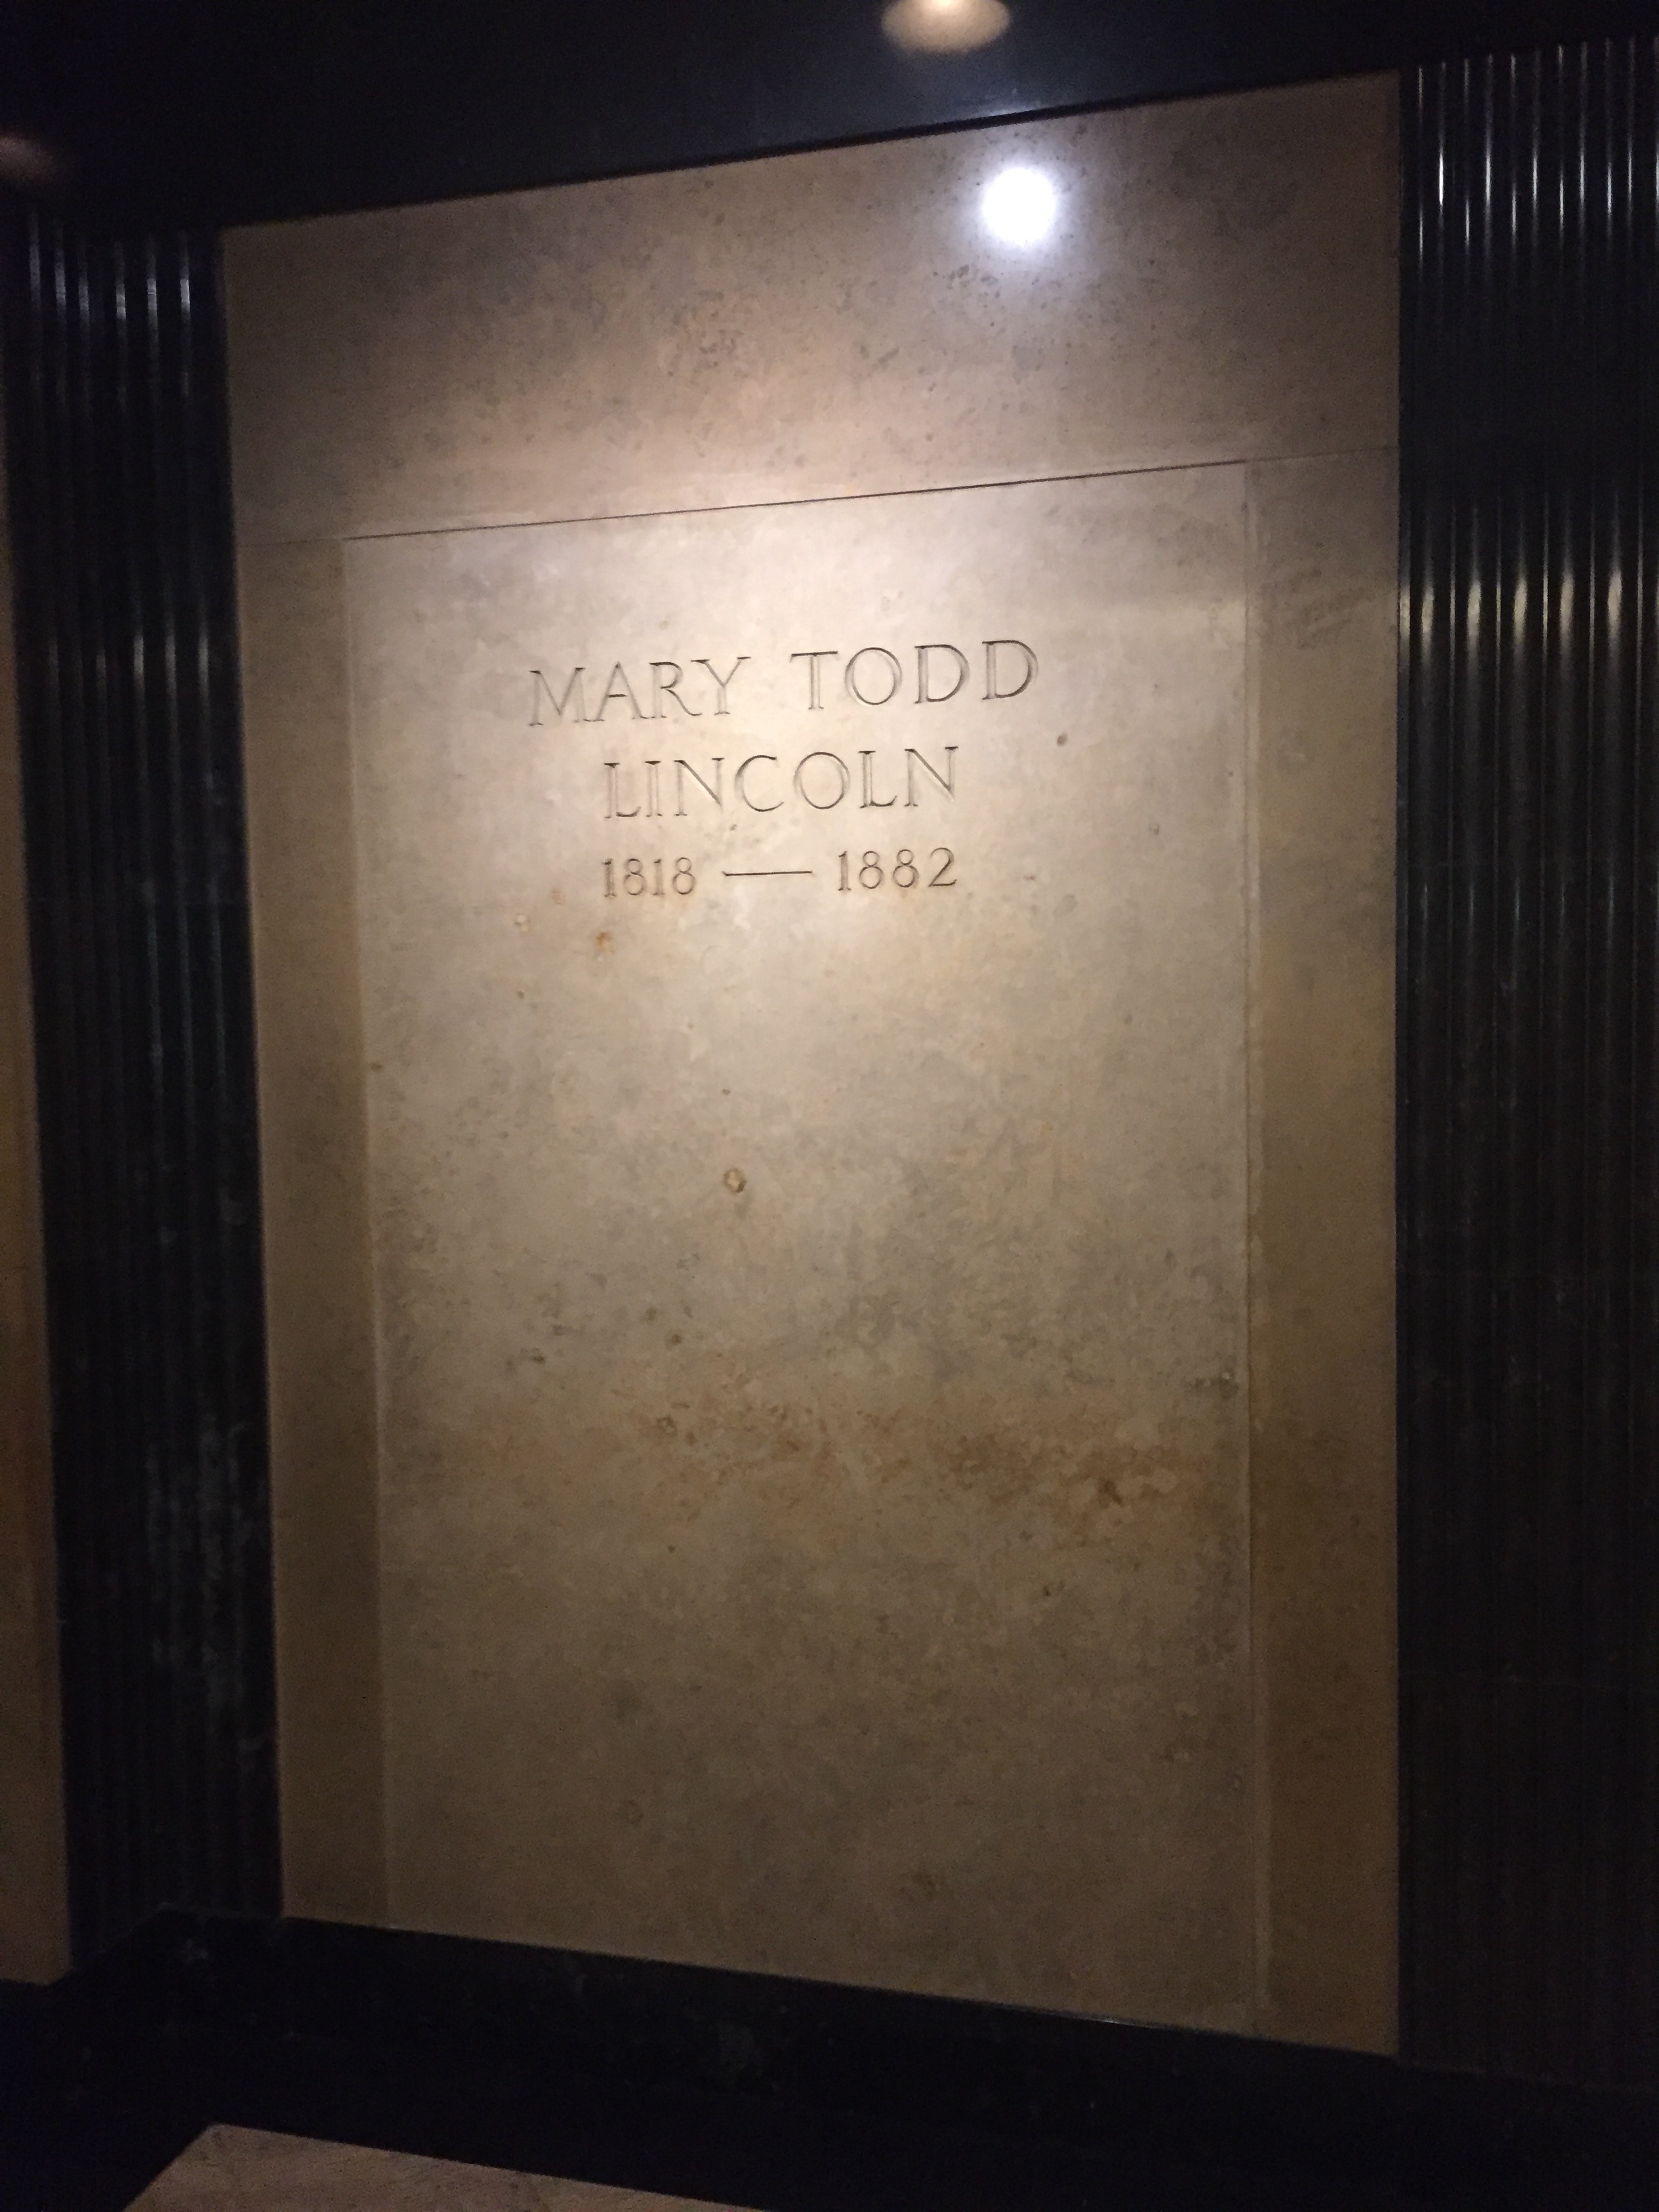 MARY TODD
LINCOLN
1818 — 1882